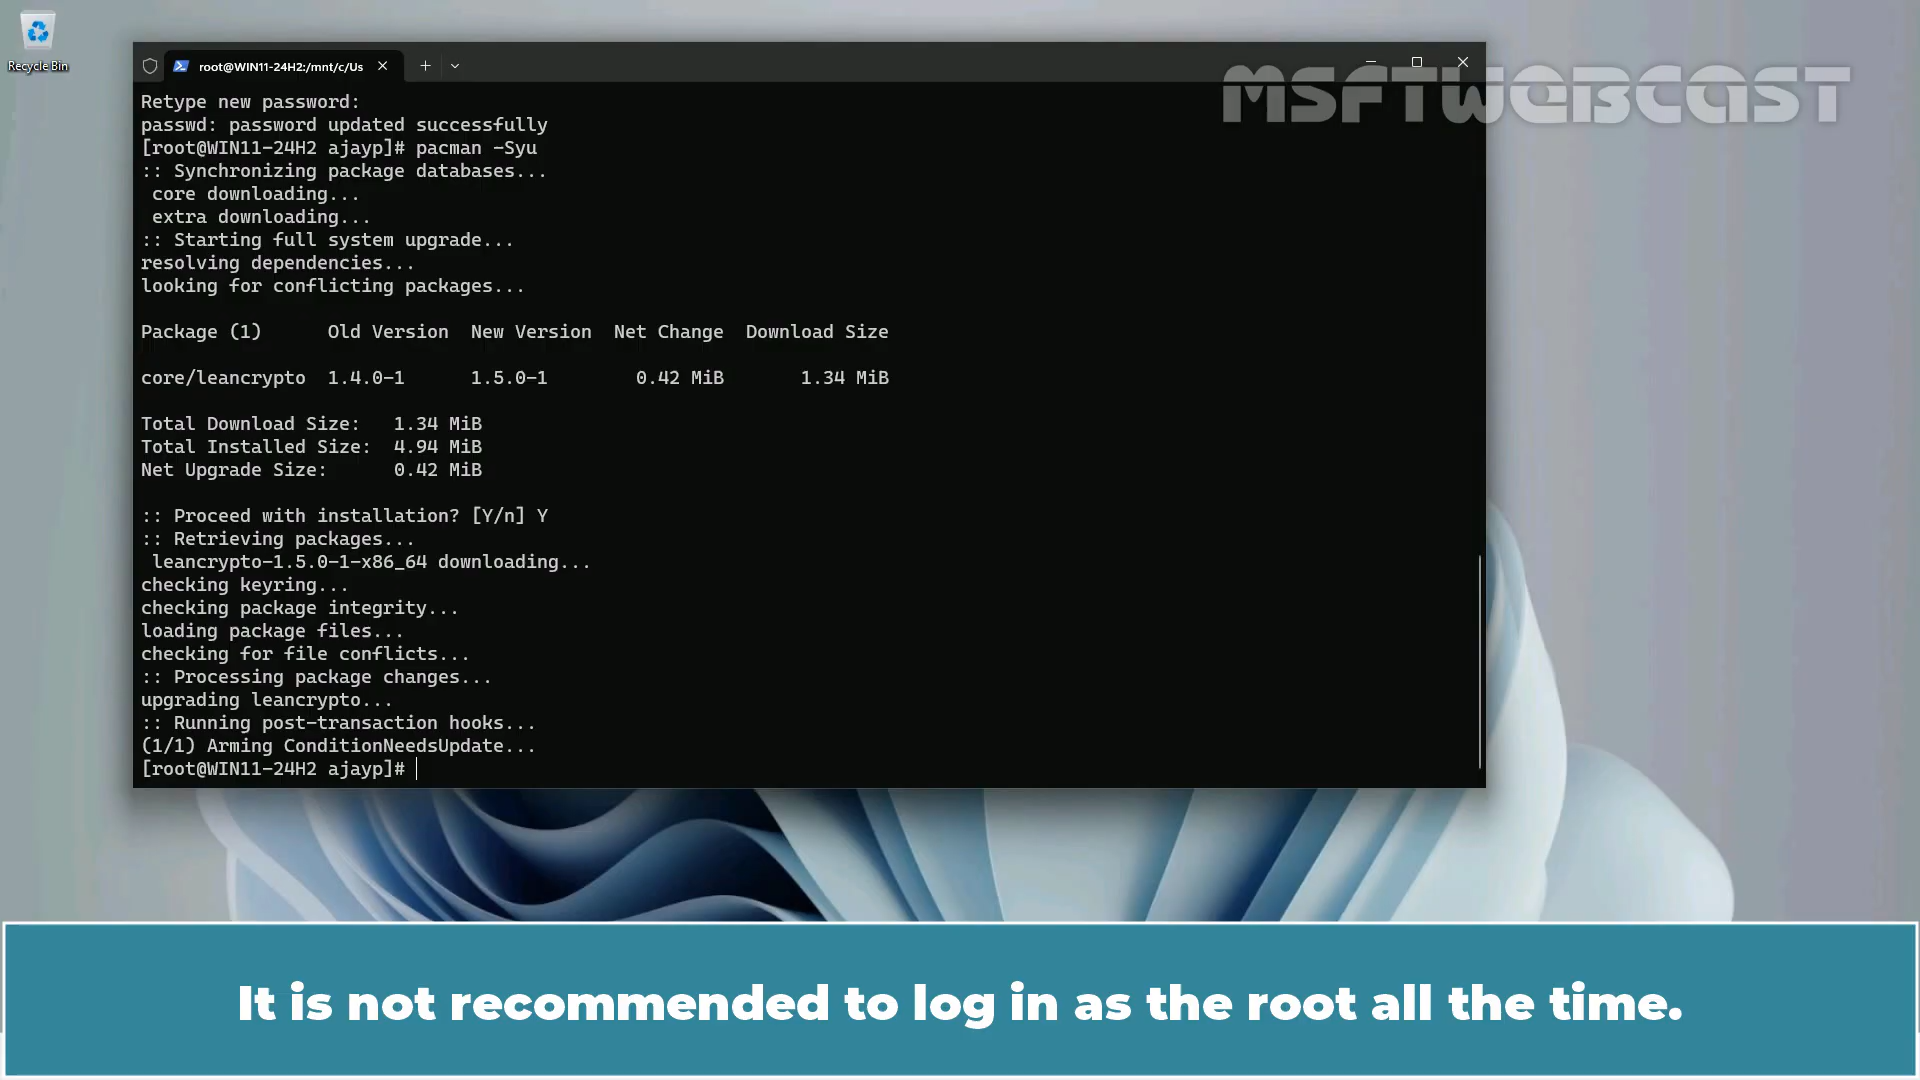 Recycle Bin
root@WIN11-24H2:/mnt/c/Us
MSFTWEBCAST
Retype new password:
passwd: password updated successfully
[root@WIN11-24H2 ajayp]# pacman -Syu
:: Synchronizing package databases...
core downloading...
extra downloading...
:: Starting full system upgrade...
resolving dependencies...
looking for conflicting packages...
Package (1) Old Version New Version Net Change Download Size
core/leancrypto 1.4.0-1 1.5.0-1 0.42 MiB 1.34 MiB
Total Download Size: 1.34 MiB
Total Installed Size: 4.94 MiB
Net Upgrade Size: 0.42 MiB
:: Proceed with installation? [Y/n] Y
:: Retrieving packages...
leancrypto-1.5.0-1-x86_64 downloading...
checking keyring...
checking package integrity...
loading package files...
checking for file conflicts...
:: Processing package changes...
upgrading leancrypto...
:: Running post-transaction hooks...
(1/1) Arming ConditionNeedsUpdate...
[root@WIN11-24H2 ajayp]#
It is not recommended to log in as the root all the time.